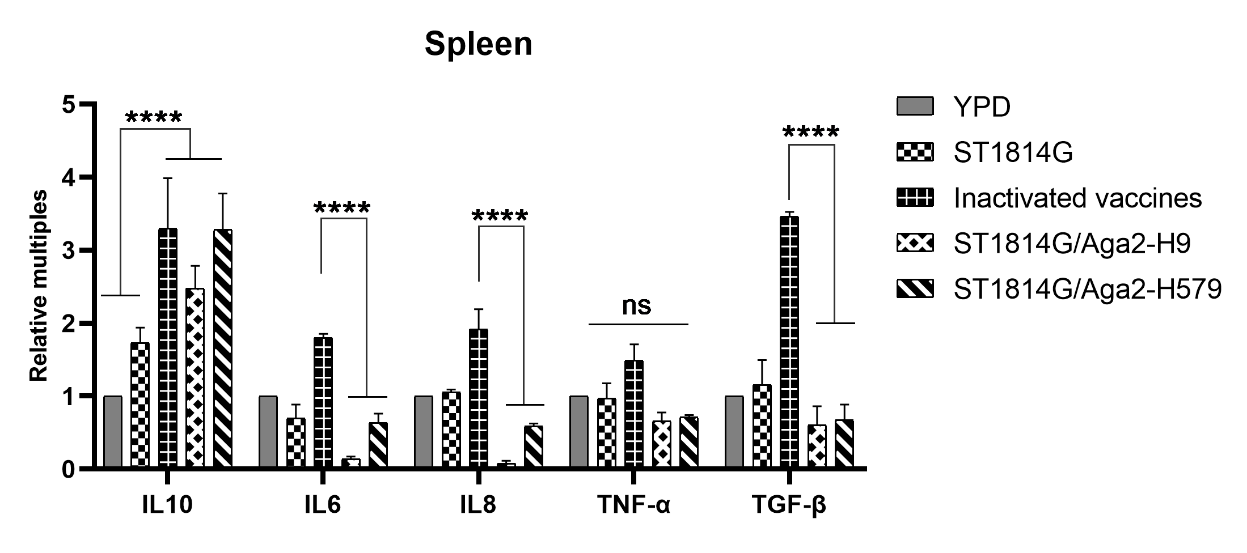 Spleen
Relative multiples
5
4
3
2
1
0
****
****
****
ns
****
IL10
IL6
IL8
TNF-α
TGF-β
YPD
ST1814G
Inactivated vaccines
ST1814G/Aga2-H9
ST1814G/Aga2-H579